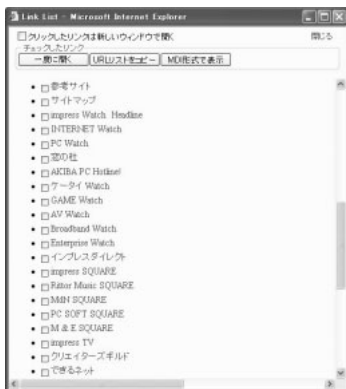 Link List - Microsoft Internet Explorer
クリックしたリンクは新しいウィンドウで開く 閉じる
チェックしたリンク
一度に開く URLリストをコピー MDI形式で表示
参考サイト
サイトマップ
impress Watch Headline
INTERNET Watch
PC Watch
窓の杜
AKIBA PC Hotline!
ケータイ Watch
GAME Watch
AV Watch
Broadband Watch
Enterprise Watch
インプレスダイレクト
impress SQUARE
Rittor Music SQUARE
MdN SQUARE
PC SOFT SQUARE
M & E SQUARE
impress TV
クリエイターズギルド
できるネット